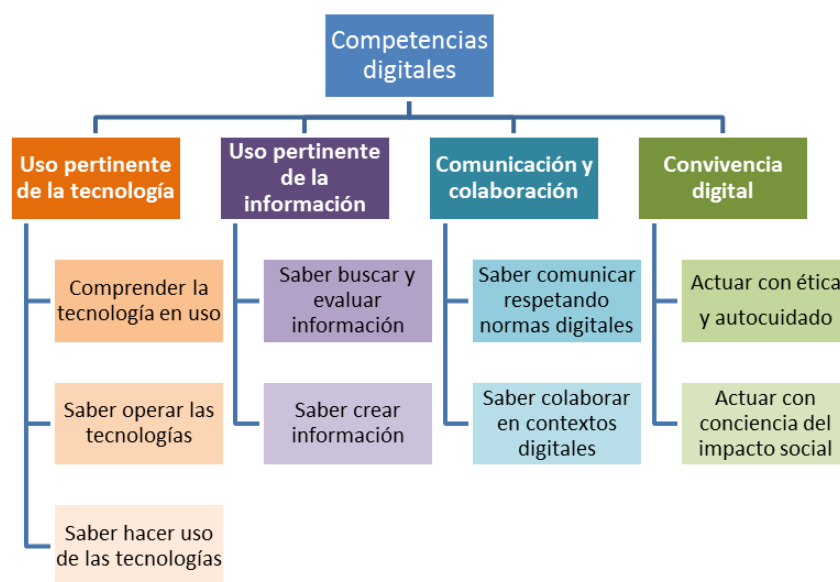 Competencias
digitales
Uso pertinente
de la tecnología
Comprender la
tecnología en uso
Saber operar las
tecnologías
Saber hacer uso
de las tecnologías
Uso pertinente
de la
información
Saber buscar y
evaluar
información
Saber crear
información
Comunicación y
colaboración
Saber comunicar
respetando
normas digitales
Saber colaborar
en contextos
digitales
Convivencia
digital
Actuar con ética
y autocuidado
Actuar con
conciencia del
impacto social